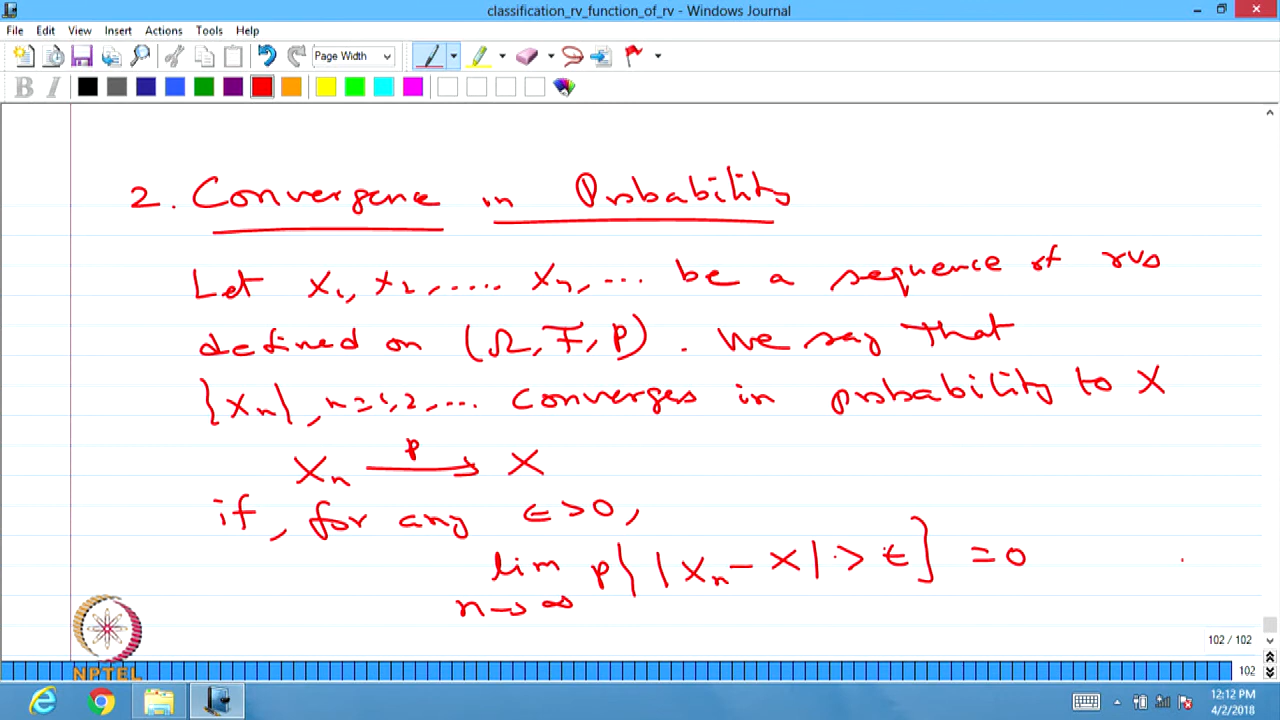 classification_rv_function_of_rv - Windows Journal
File Edit View Insert Actions Tools Help
Page Width
B I
2. Convergence in Probability
Let X₁, X₂, ..... Xₙ, ... be a sequence of rvs
defined on (Ω, F, P). We say that
{Xₙ}, n=1,2,... converges in probability to X
Xₙ —P→ X
if, for any ε>0,
lim P{|Xₙ - X| > ε} = 0
n→∞
102 / 102
NPTEL
102
12:12 PM
4/2/2018